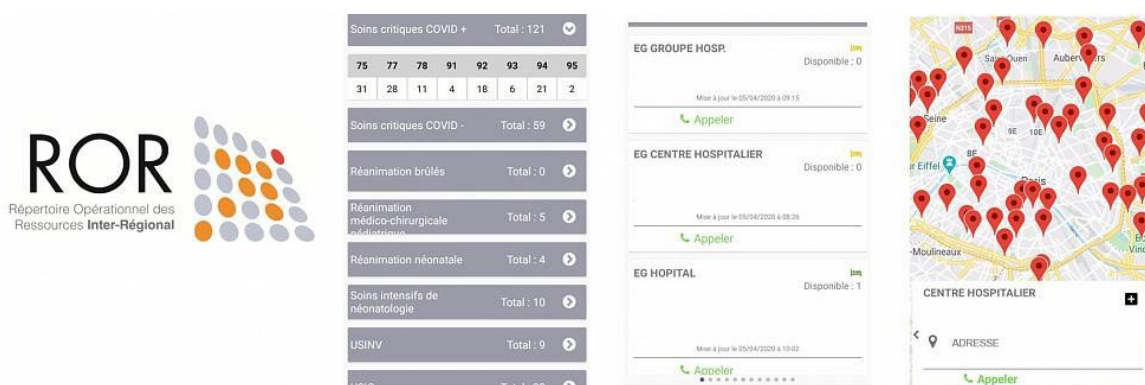 ROR
Répertoire Opérationnel des
Ressources Inter-Régional
Soins critiques COVID + Total : 121
75 77 78 91 92 93 94 95
31 28 11 4 18 6 21 2
Soins critiques COVID - Total : 59
Réanimation brûlés Total : 0
Réanimation
médico-chirurgicale Total : 5
pédiatrique
Réanimation néonatale Total : 4
Soins intensifs de
néonatologie Total : 10
USINV Total : 9
EG GROUPE HOSP.
Disponible : 0
Mise à jour le 05/04/2020 à 09:15
Appeler
EG CENTRE HOSPITALIER
Disponible : 0
Mise à jour le 05/04/2020 à 08:26
Appeler
EG HOPITAL
Disponible : 1
Mise à jour le 05/04/2020 à 10:02
Appeler
N315
Ouen
Seine
9E 10E
8E
Eiffel
Paris
-Moulineaux
CENTRE HOSPITALIER
ADRESSE
Appeler